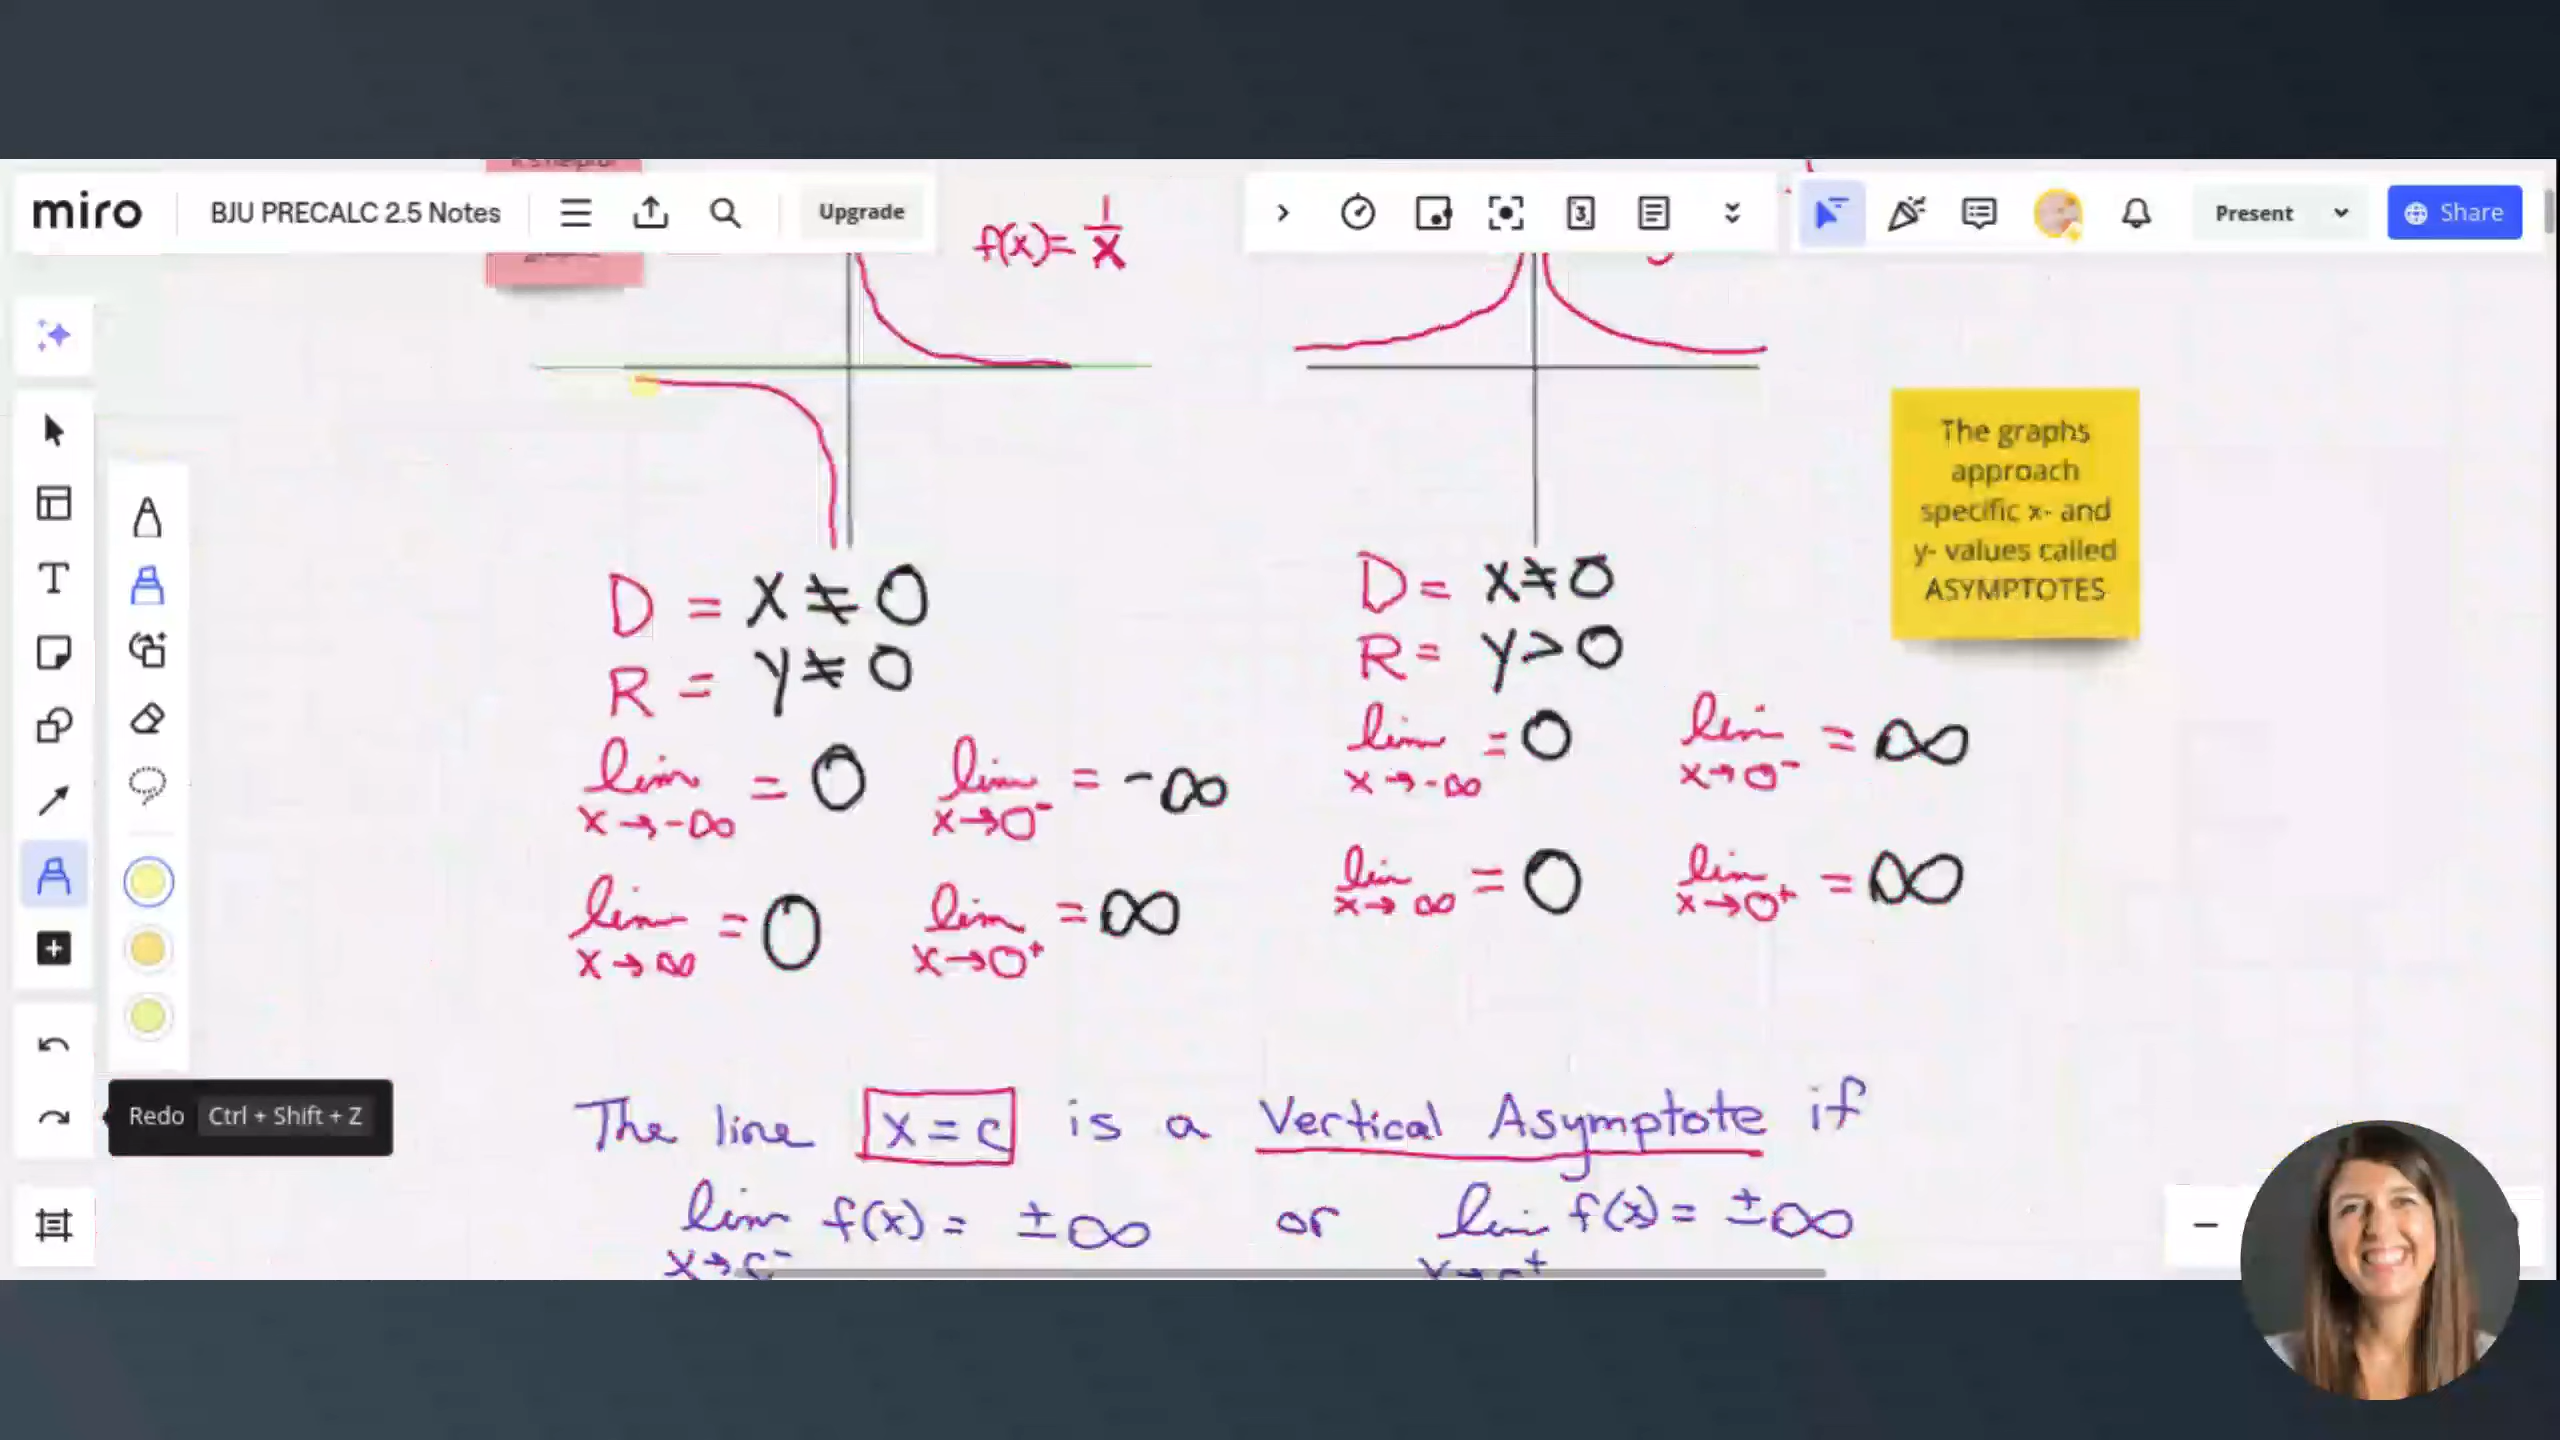 miro
BJU PRECALC 2.5 Notes
Upgrade
Present
Share
f(x)= 1/x
The graphs
approach
specific x- and
y- values called
ASYMPTOTES
D = x ≠ 0
R = y ≠ 0
lim x→-∞ = 0
lim x→0⁻ = -∞
lim x→∞ = 0
lim x→0⁺ = ∞
D = x≠0
R = y>0
lim x→-∞ = 0
lim x→0⁻ = ∞
lim x→∞ = 0
lim x→0⁺ = ∞
Redo Ctrl + Shift + Z
The line x = c is a Vertical Asymptote if
lim x→c⁻ f(x) = ±∞ or lim x→c⁺ f(x) = ±∞